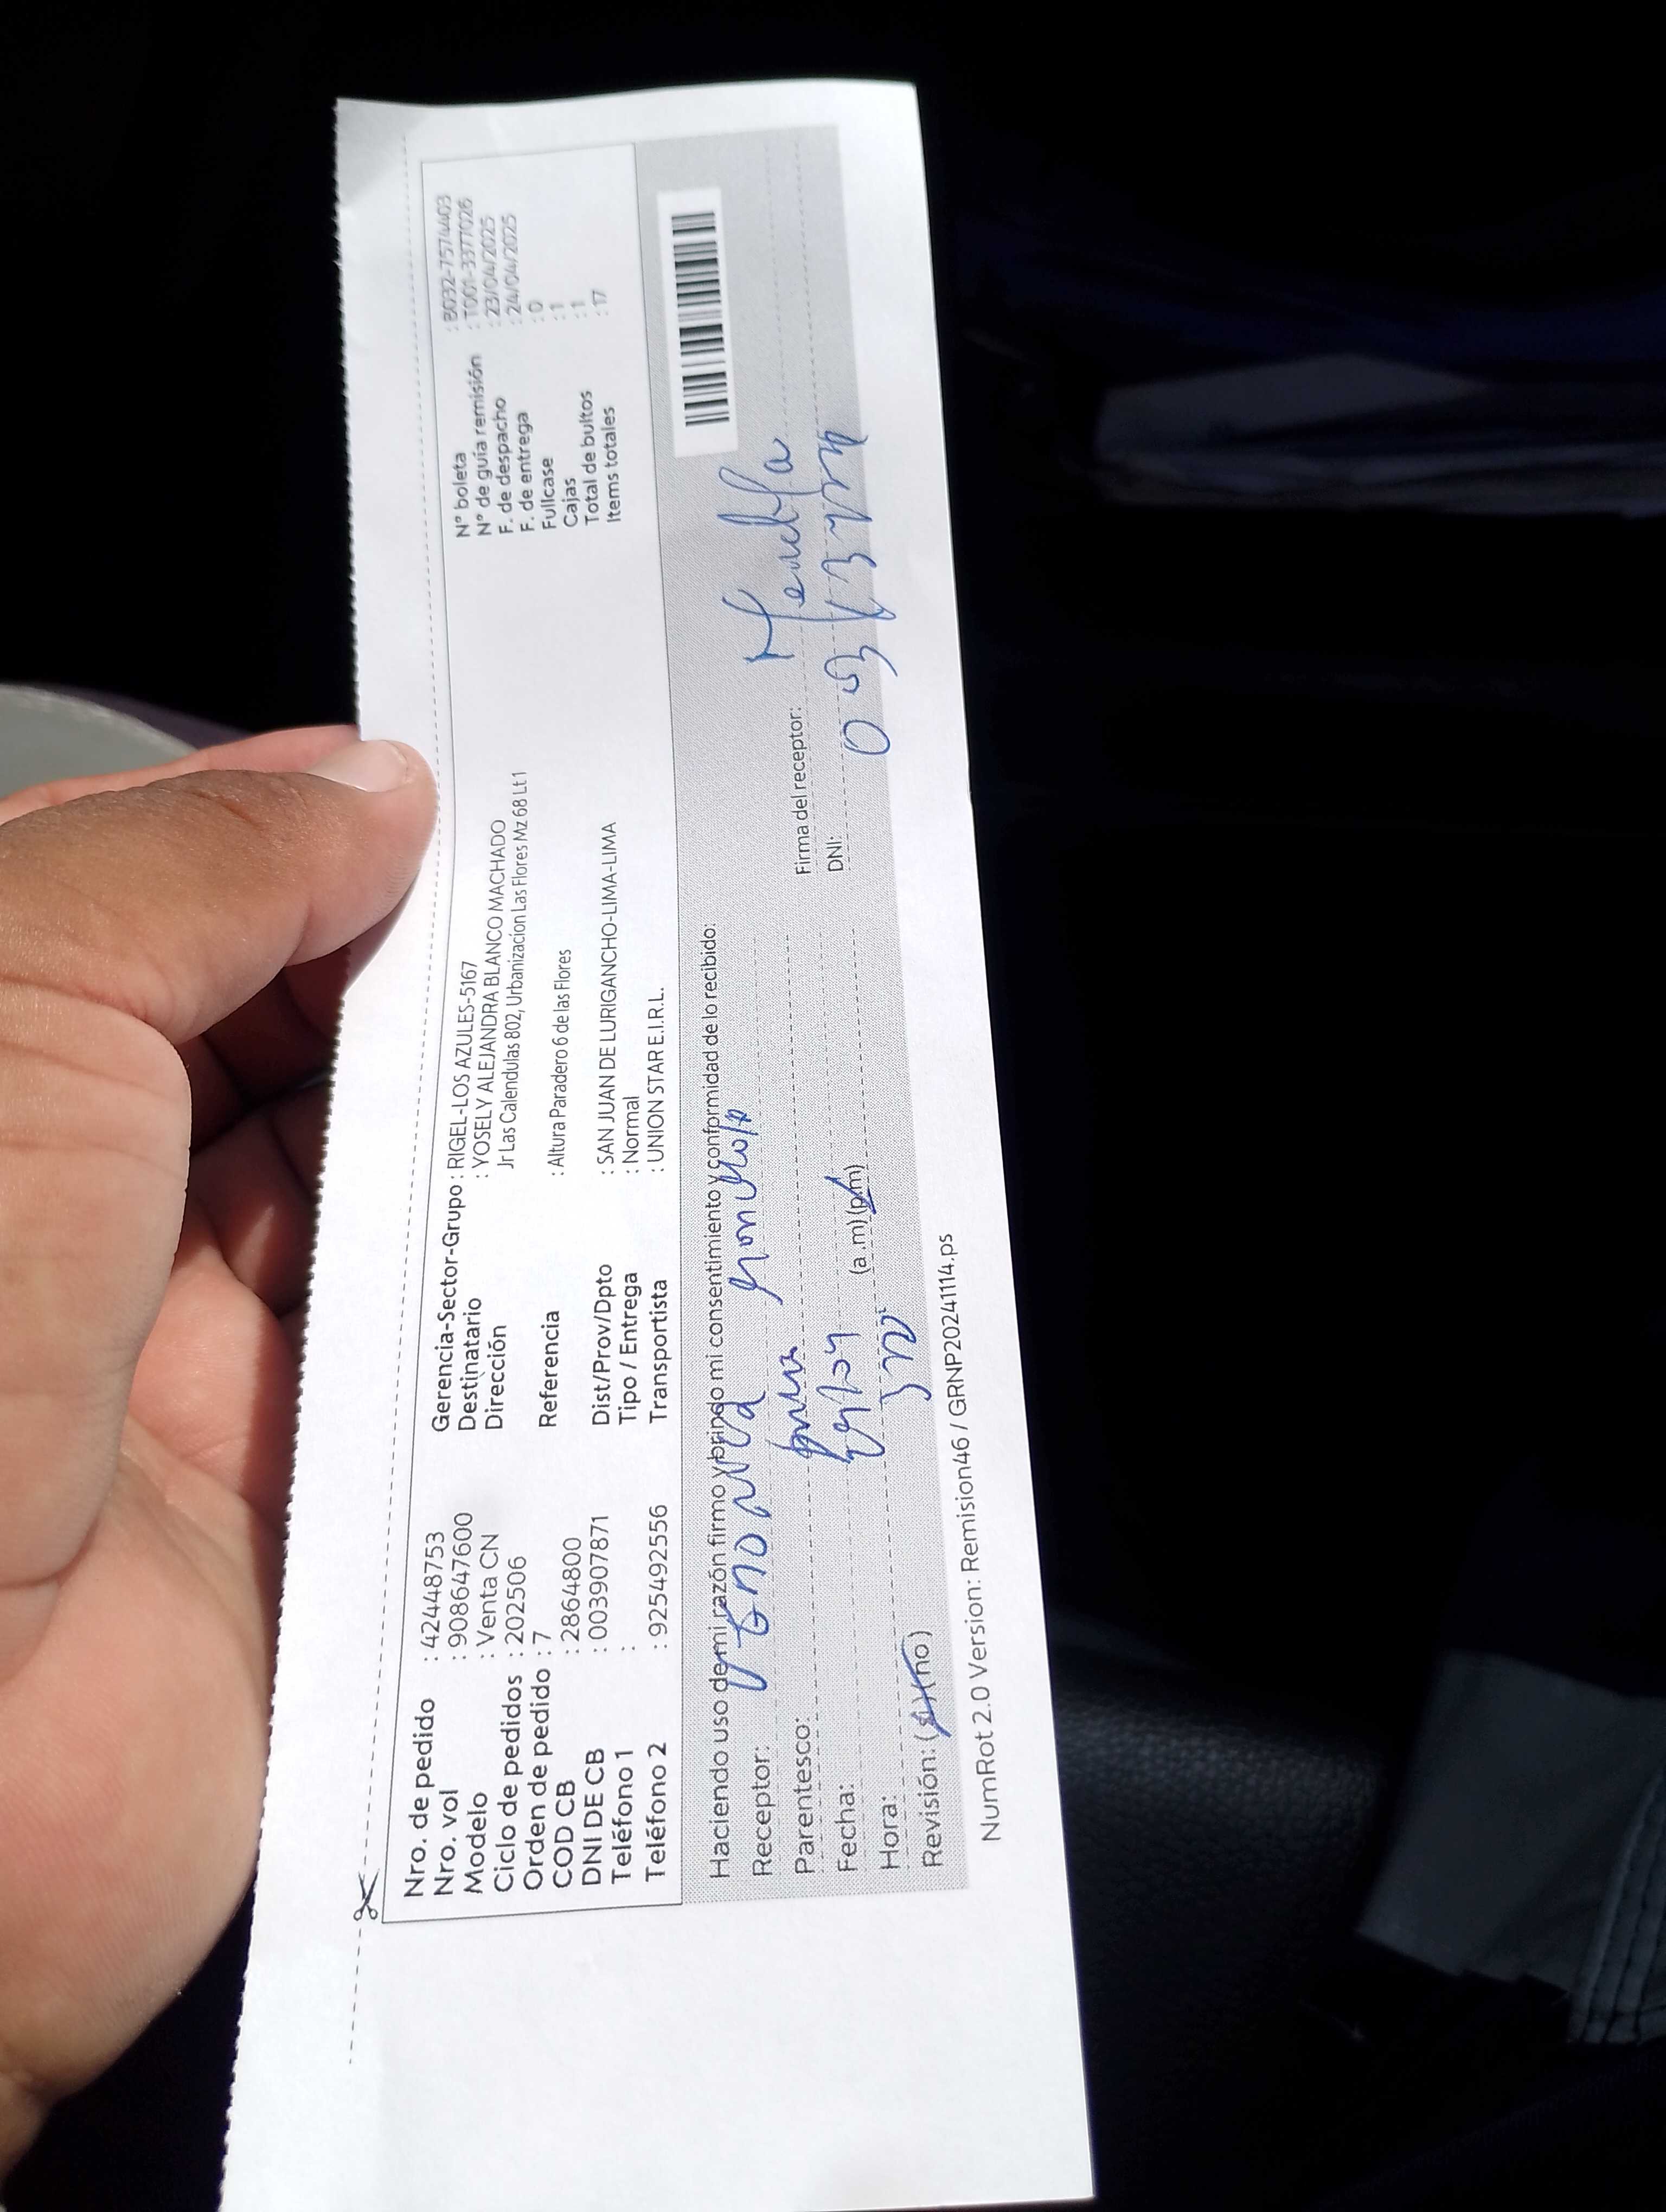 Nro. de pedido : 42448753
Nro. vol : 908647600
Modelo : Venta CN
Ciclo de pedidos : 202506
Orden de pedido : 7
COD CB : 2864800
DNI DE CB : 00390787​1
Teléfono 1 :
Teléfono 2 : 925492556
Gerencia-Sector-Grupo : RIGEL-LOS AZULES-5167
Destinatario : YOSELY ALEJANDRA BLANCO MACHADO
Dirección Jr Las Calendulas 802, Urbanizacion Las Flores Mz 68 Lt 1
Referencia : Altura Paradero 6 de las Flores
Dist/Prov/Dpto : SAN JUAN DE LURIGANCHO-LIMA-LIMA
Tipo / Entrega : Normal
Transportista : UNION STAR E.I.R.L.
N° boleta : B032-7574403
N° de guía remisión : T001-3377026
F. de despacho : 23/04/2025
F. de entrega : 24/04/2025
Fullcase : 0
Cajas : 1
Total de bultos : 1
Items totales : 17
Haciendo uso de mi razón firmo y brindo mi consentimiento y conformidad de lo recibido:
Receptor:
Parentesco:
Fecha:
Hora: (a.m) (p.m)
Revisión: (si) (no)
Firma del receptor:
DNI:
NumRot 2.0 Version: Remision46 / GRNP20241114.ps